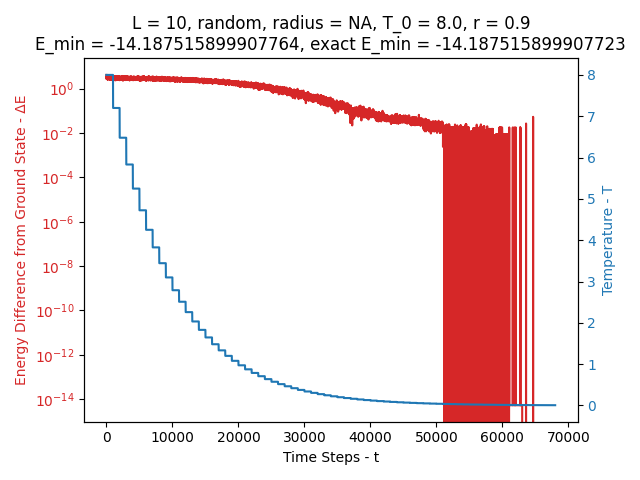 L = 10, random, radius = NA, T_0 = 8.0, r = 0.9
E_min = -14.187515899907764, exact E_min = -14.187515899907723
Energy Difference from Ground State - ΔE
10^0
10^-2
10^-4
10^-6
10^-8
10^-10
10^-12
10^-14
8
7
6
5
4
3
2
1
0
Temperature - T
0 10000 20000 30000 40000 50000 60000 70000
Time Steps - t